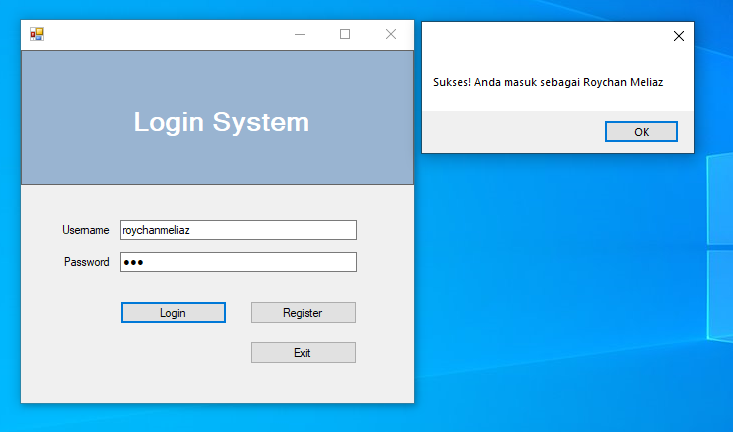 Login System
Username roychanmeliaz
Password ●●●
Login Register
Exit
Sukses! Anda masuk sebagai Roychan Meliaz
OK